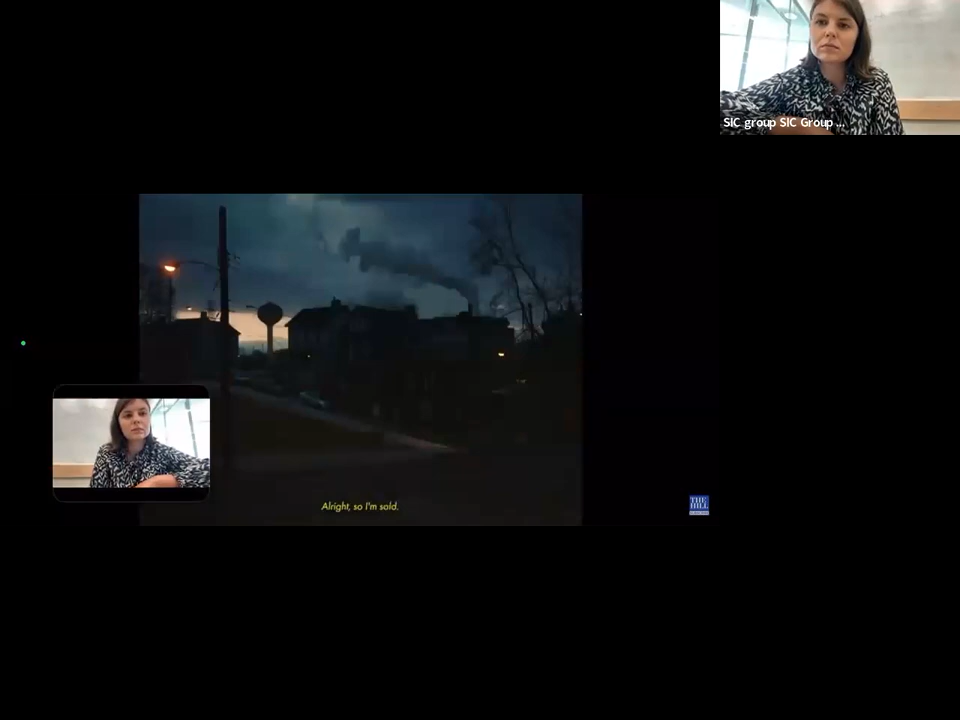 SIC group SIC Group ...
Alright, so I'm sold.
THE
HILL